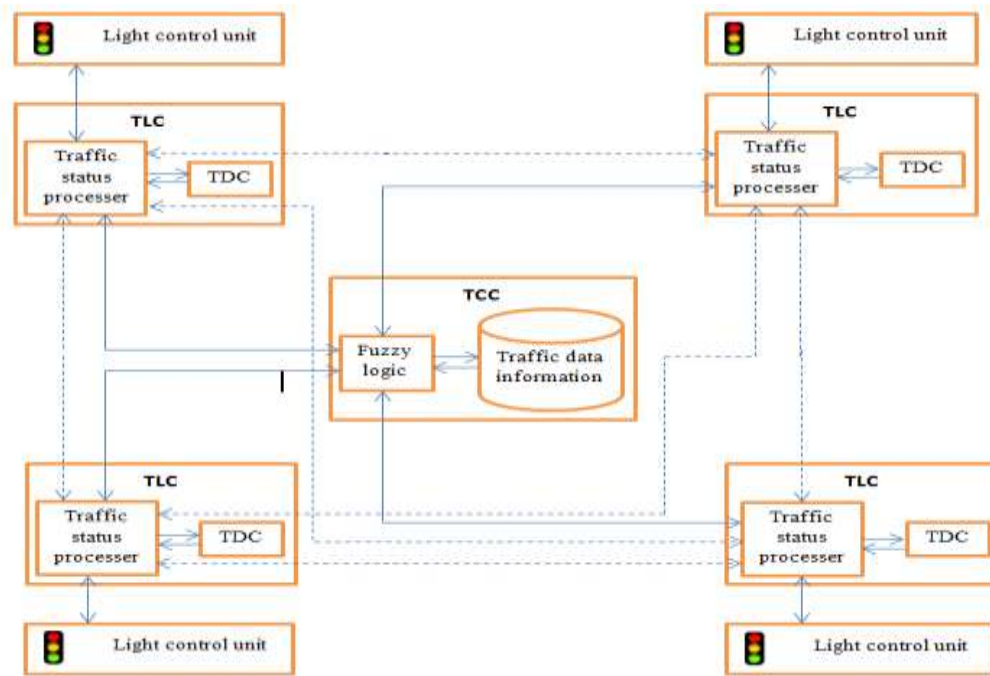 Light control unit
Light control unit
TLC
Traffic
status
processer
TDC
TLC
Traffic
status
processer
TDC
TCC
Fuzzy
logic
Traffic data
information
TLC
Traffic
status
processer
TDC
TLC
Traffic
status
processer
TDC
Light control unit
Light control unit